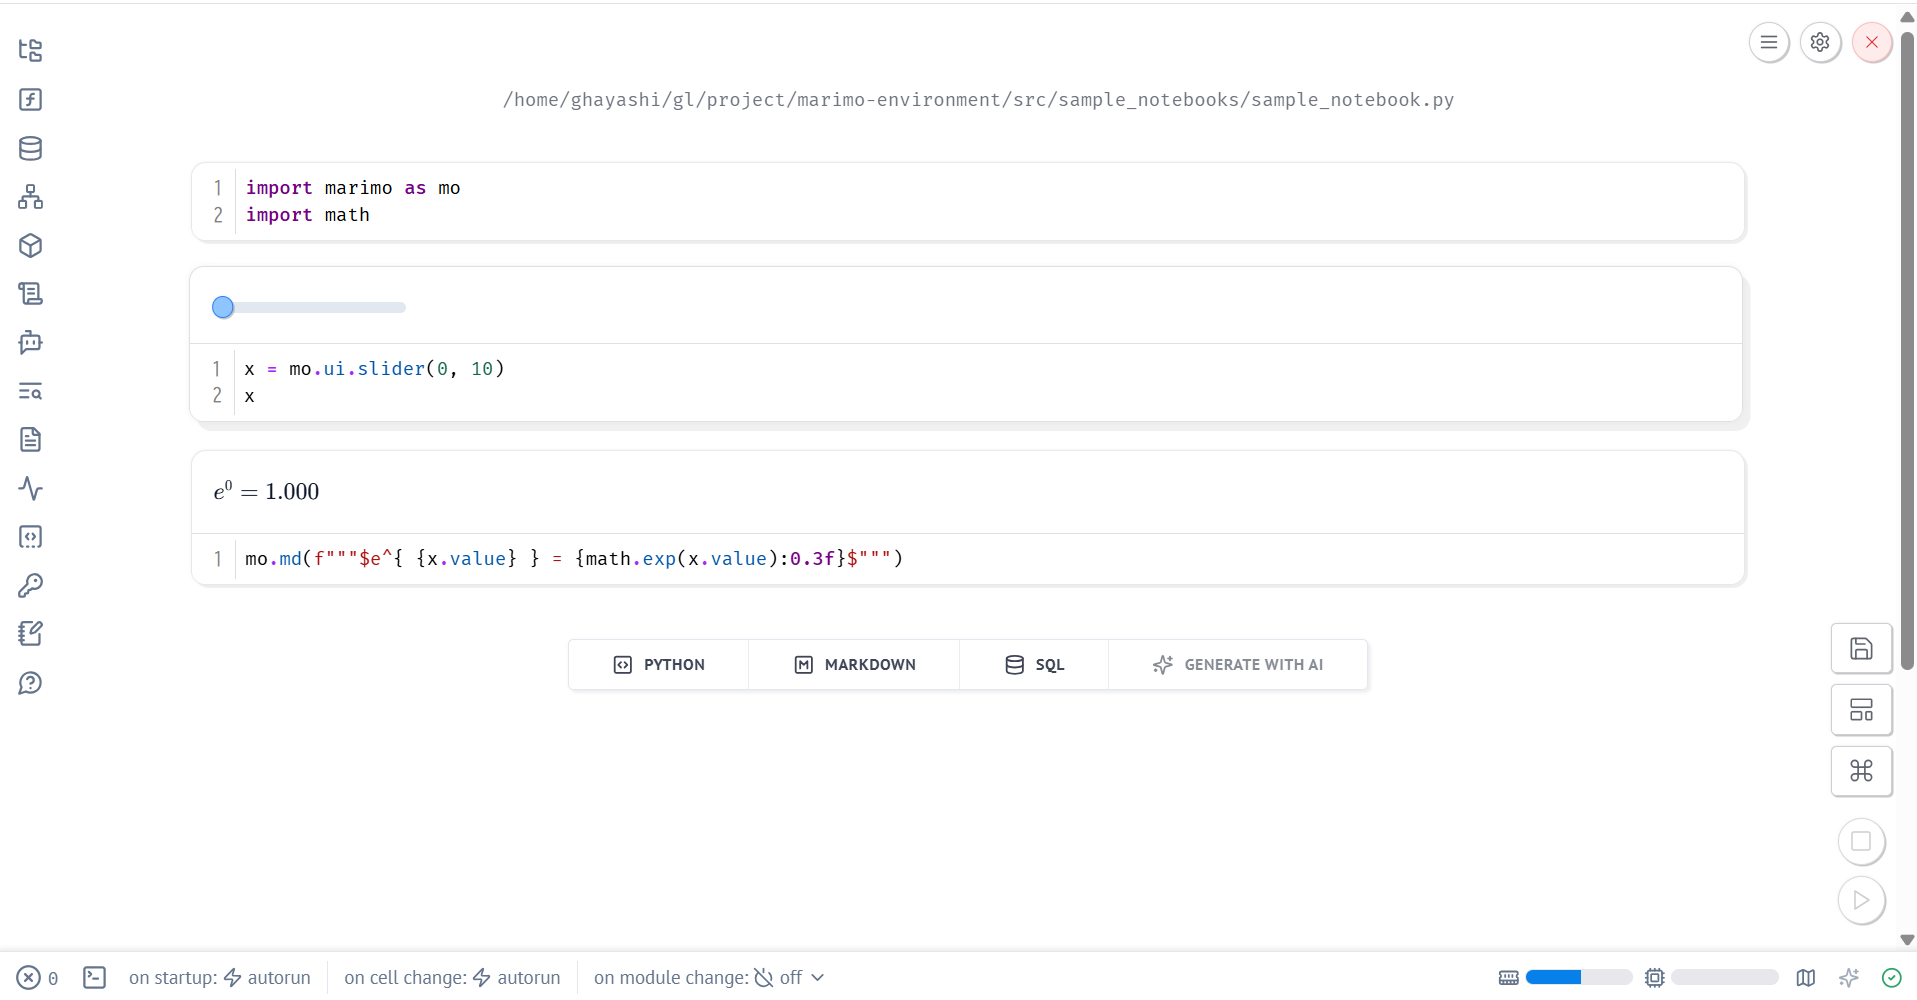 /home/ghayashi/gl/project/marimo-environment/src/sample_notebooks/sample_notebook.py
1 import marimo as mo
2 import math
1 x = mo.ui.slider(0, 10)
2 x
e^0 = 1.000
1 mo.md(f"""$e^{ {x.value} } = {math.exp(x.value):0.3f}$""")
PYTHON MARKDOWN SQL GENERATE WITH AI
0 on startup: autorun on cell change: autorun on module change: off